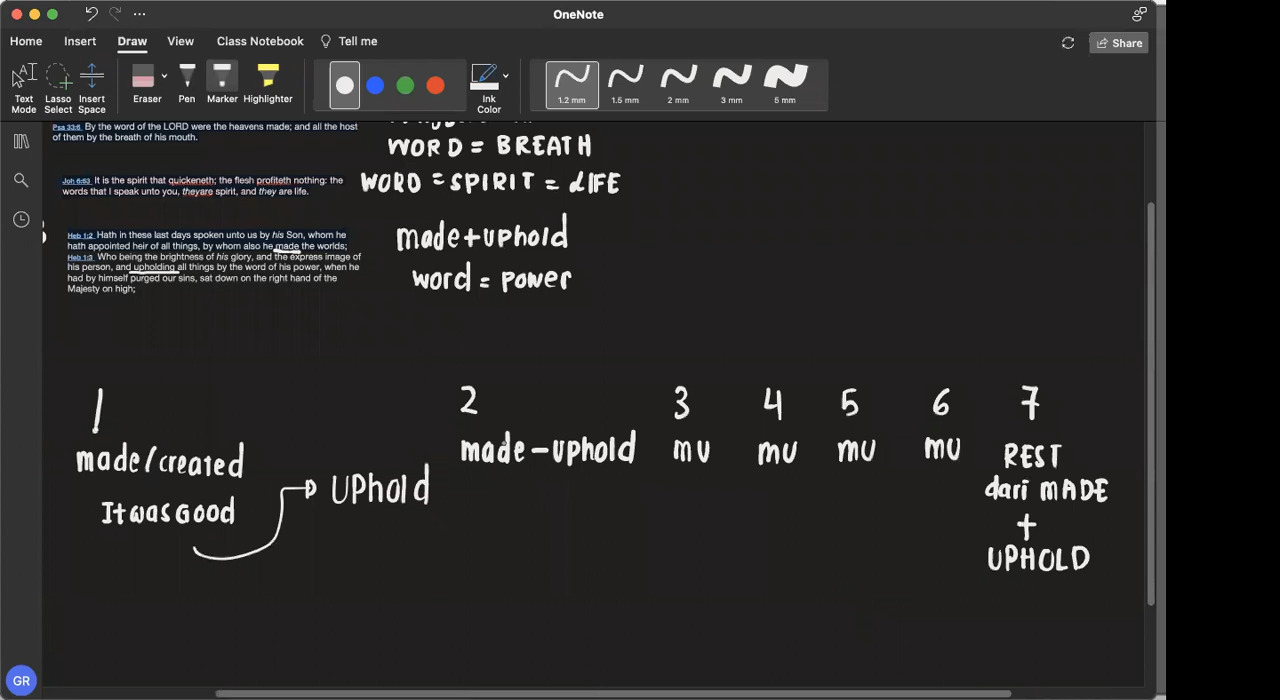 OneNote
Home Insert Draw View Class Notebook Tell me
Share
Text Mode
Lasso Select
Insert Space
Eraser
Pen
Marker
Highlighter
Ink Color
1.2 mm
1.5 mm
2 mm
3 mm
5 mm
Psa 33:6 By the word of the LORD were the heavens made; and all the host
of them by the breath of his mouth.
WORD = BREATH
Joh 6:63 It is the spirit that quickeneth; the flesh profiteth nothing: the
words that I speak unto you, theyare spirit, and they are life.
WORD = SPIRIT = LIFE
Heb 1:2 Hath in these last days spoken unto us by his Son, whom he
hath appointed heir of all things, by whom also he made the worlds;
Heb 1:3 Who being the brightness of his glory, and the express image of
his person, and upholding all things by the word of his power, when he
had by himself purged our sins, sat down on the right hand of the
Majesty on high;
made+uphold
word = power
1
made/created
It was Good
UPhold
2
made-uphold
3
mu
4
mu
5
mu
6
mu
7
REST
dari MADE
+
UPHOLD
GR